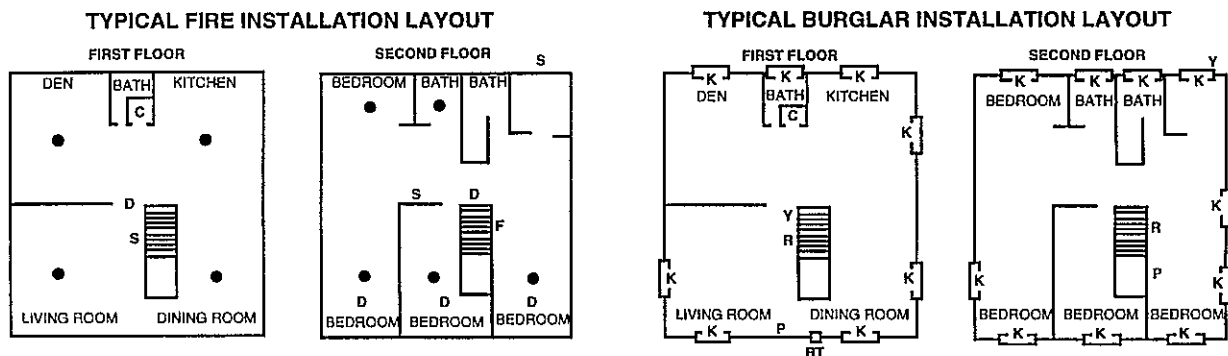 TYPICAL FIRE INSTALLATION LAYOUT
FIRST FLOOR
DEN BATH KITCHEN
C
D
S
LIVING ROOM DINING ROOM
SECOND FLOOR
S
BEDROOM BATH BATH
S D
F
D D D
BEDROOM BEDROOM BEDROOM
TYPICAL BURGLAR INSTALLATION LAYOUT
FIRST FLOOR
K K K
DEN BATH KITCHEN
C
K
Y
R
K K
LIVING ROOM DINING ROOM
K P K
RT
SECOND FLOOR
Y
K K K K
BEDROOM BATH BATH
K
R
P
K K
BEDROOM BEDROOM BEDROOM
K K K